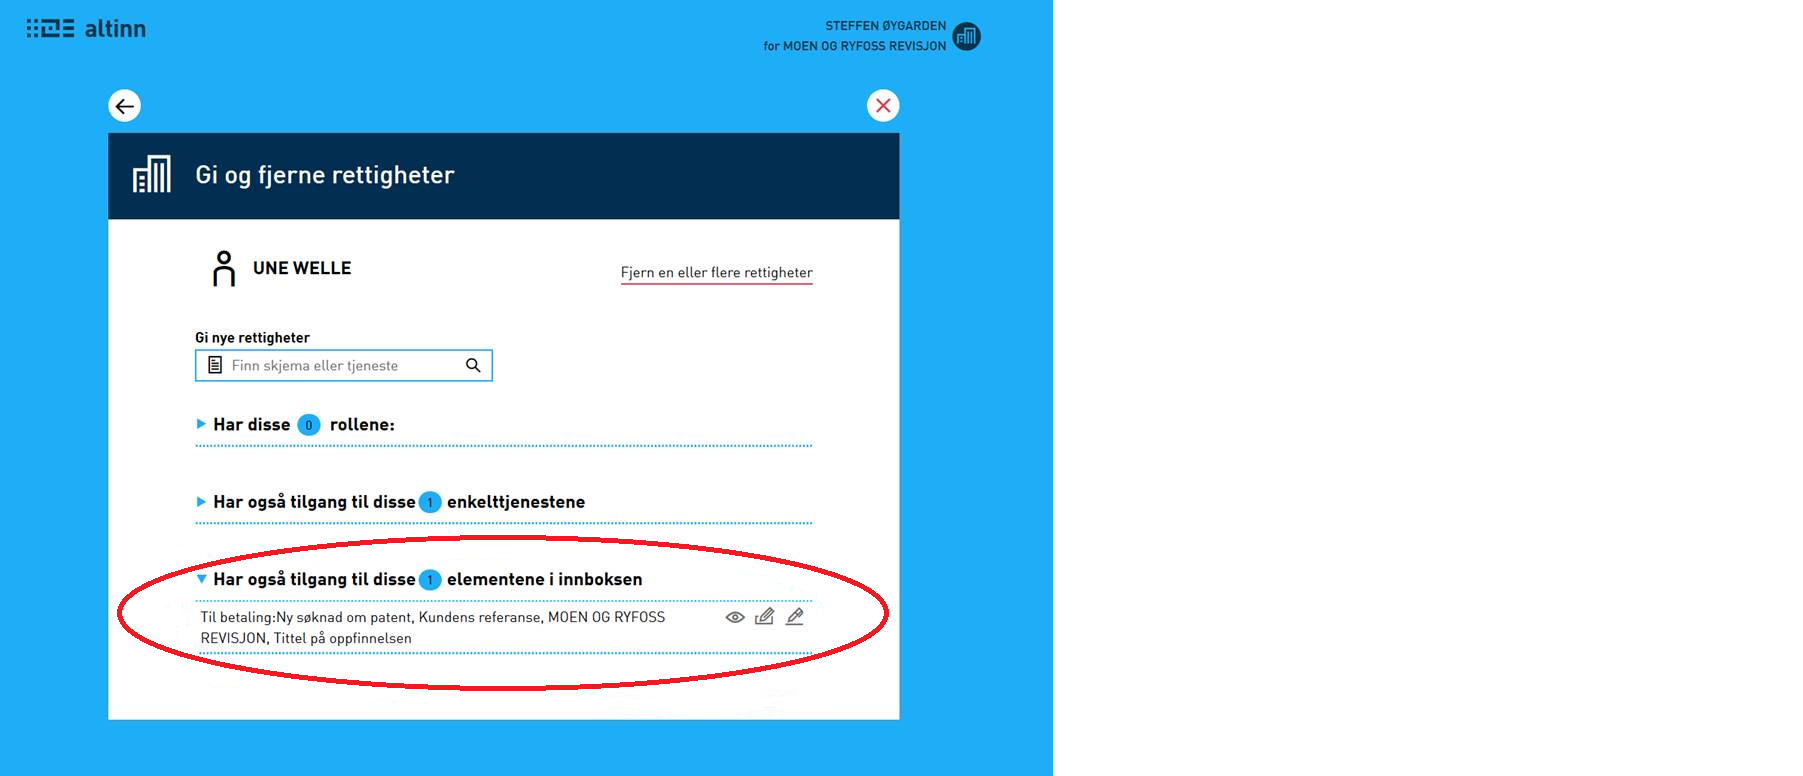 altinn
STEFFEN ØYGARDEN
for MOEN OG RYFOSS REVISJON
Gi og fjerne rettigheter
UNE WELLE
Fjern en eller flere rettigheter
Gi nye rettigheter
Finn skjema eller tjeneste
Har disse 0 rollene:
Har også tilgang til disse 1 enkelttjenestene
Har også tilgang til disse 1 elementene i innboksen
Til betaling:Ny søknad om patent, Kundens referanse, MOEN OG RYFOSS
REVISJON, Tittel på oppfinnelsen